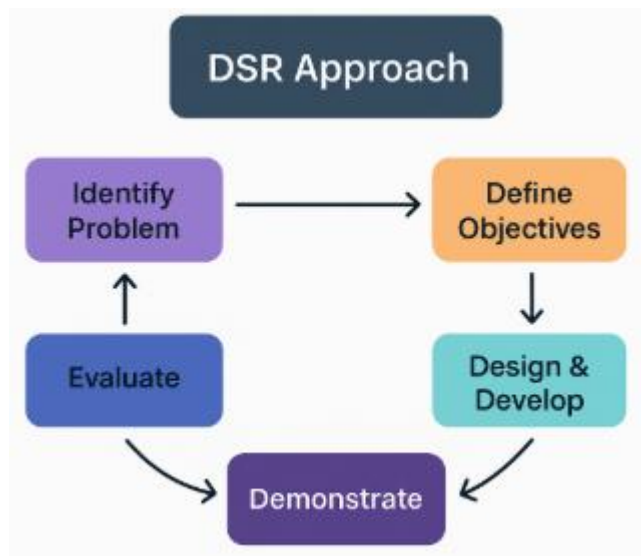 DSR Approach
Identify
Problem
Define
Objectives
Evaluate
Design &
Develop
Demonstrate